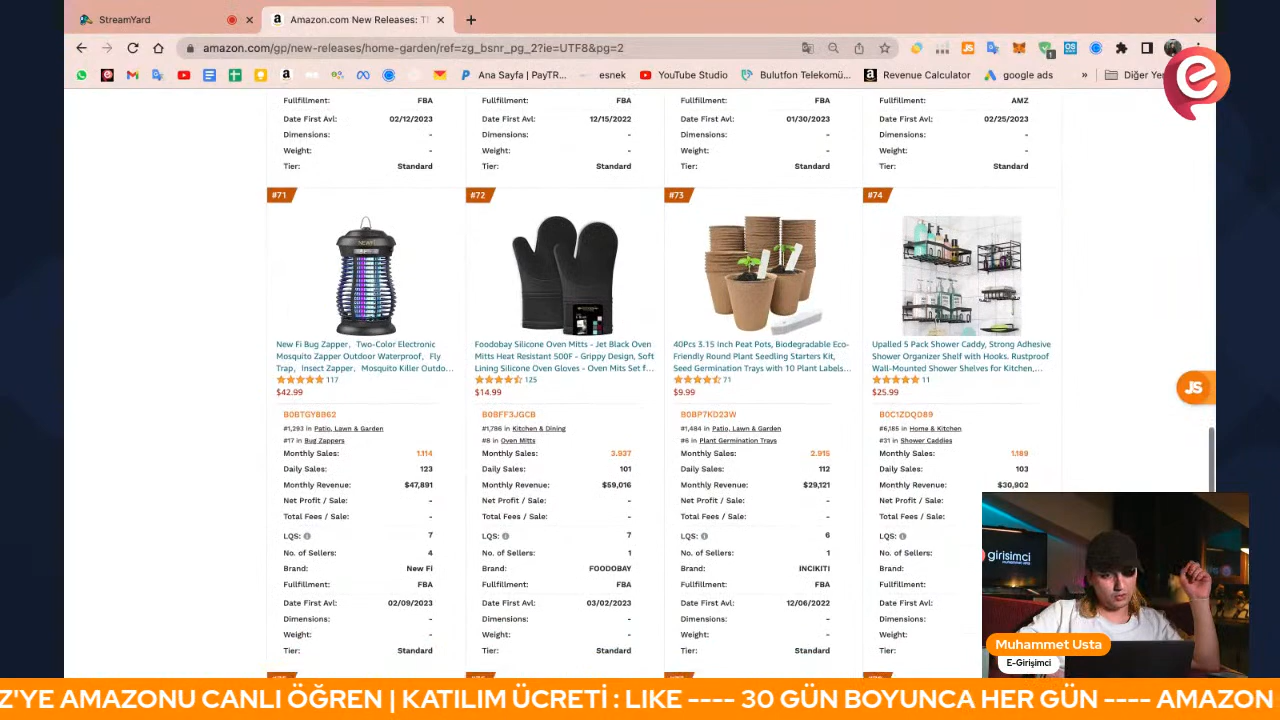 StreamYard
Amazon.com New Releases: T
amazon.com/gp/new-releases/home-garden/ref=zg_bsnr_pg_2?ie=UTF8&pg=2
Ana Sayfa | PayTR,...
esnek
YouTube Studio
Bulutfon Telekomü...
Revenue Calculator
google ads
»
Diğer Yer
Fullfillment: FBA
Date First Avl: 02/12/2023
Dimensions: -
Weight: -
Tier: Standard
Fullfillment: FBA
Date First Avl: 12/15/2022
Dimensions: -
Weight: -
Tier: Standard
Fullfillment: FBA
Date First Avl: 01/30/2023
Dimensions: -
Weight: -
Tier: Standard
Fullfillment: AMZ
Date First Avl: 02/25/2023
Dimensions: -
Weight: -
Tier: Standard
#71
New Fi Bug Zapper, Two-Color Electronic
Mosquito Zapper Outdoor Waterproof, Fly
Trap, Insect Zapper, Mosquito Killer Outdo...
117
$42.99
B0BTGYBB62
#1,293 in Patio, Lawn & Garden
#17 in Bug Zappers
Monthly Sales: 1.114
Daily Sales: 123
Monthly Revenue: $47,891
Net Profit / Sale: -
Total Fees / Sale: -
LQS: 7
No. of Sellers: 4
Brand: New Fi
Fullfillment: FBA
Date First Avl: 02/09/2023
Dimensions: -
Weight: -
Tier: Standard
#72
Foodobay Silicone Oven Mitts - Jet Black Oven
Mitts Heat Resistant 500F - Grippy Design, Soft
Lining Silicone Oven Gloves - Oven Mits Set f...
125
$14.99
B0BFF3JGCB
#1,786 in Kitchen & Dining
#8 in Oven Mitts
Monthly Sales: 3.937
Daily Sales: 101
Monthly Revenue: $59,016
Net Profit / Sale: -
Total Fees / Sale: -
LQS: 7
No. of Sellers: 1
Brand: FOODOBAY
Fullfillment: FBA
Date First Avl: 03/02/2023
Dimensions: -
Weight: -
Tier: Standard
#73
40Pcs 3.15 Inch Peat Pots, Biodegradable Eco-
Friendly Round Plant Seedling Starters Kit,
Seed Germination Trays with 10 Plant Labels...
71
$9.99
B0BP7KD23W
#1,484 in Patio, Lawn & Garden
#6 in Plant Germination Trays
Monthly Sales: 2.915
Daily Sales: 112
Monthly Revenue: $29,121
Net Profit / Sale: -
Total Fees / Sale: -
LQS: 6
No. of Sellers: 1
Brand: INCIKITI
Fullfillment: FBA
Date First Avl: 12/06/2022
Dimensions: -
Weight: -
Tier: Standard
#74
Upalled 5 Pack Shower Caddy, Strong Adhesive
Shower Organizer Shelf with Hooks. Rustproof
Wall-Mounted Shower Shelves for Kitchen,...
11
$25.99
B0C1ZDQD89
#6,185 in Home & Kitchen
#31 in Shower Caddies
Monthly Sales: 1.189
Daily Sales: 103
Monthly Revenue: $30,902
Net Profit / Sale:
Total Fees / Sale:
LQS:
No. of Sellers:
Brand:
Fullfillment:
Date First Avl:
Dimensions:
Weight:
Tier:
JS
girisimci
Muhammet Usta
E-Girişimci
Z'YE AMAZONU CANLI ÖĞREN | KATILIM ÜCRETİ : LIKE ---- 30 GÜN BOYUNCA HER GÜN ---- AMAZON